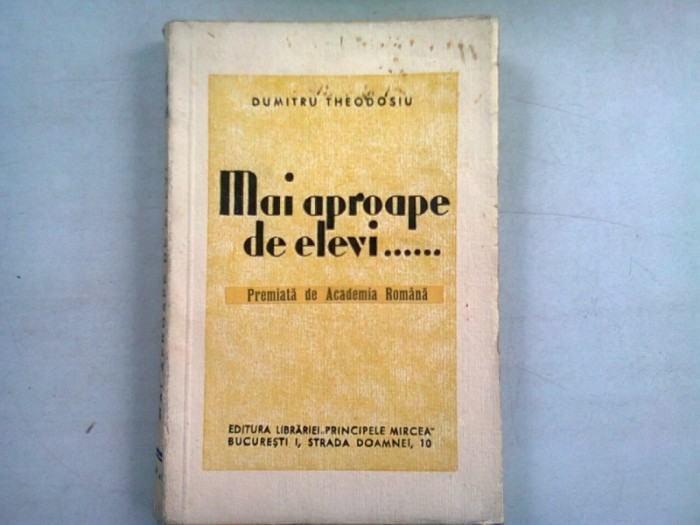 DUMITRU THEODOSIU
Mai aproape
de elevi......
Premiată de Academia Română
EDITURA LIBRĂRIEI „PRINCIPELE MIRCEA"
BUCUREȘTI I, STRADA DOAMNEI, 10